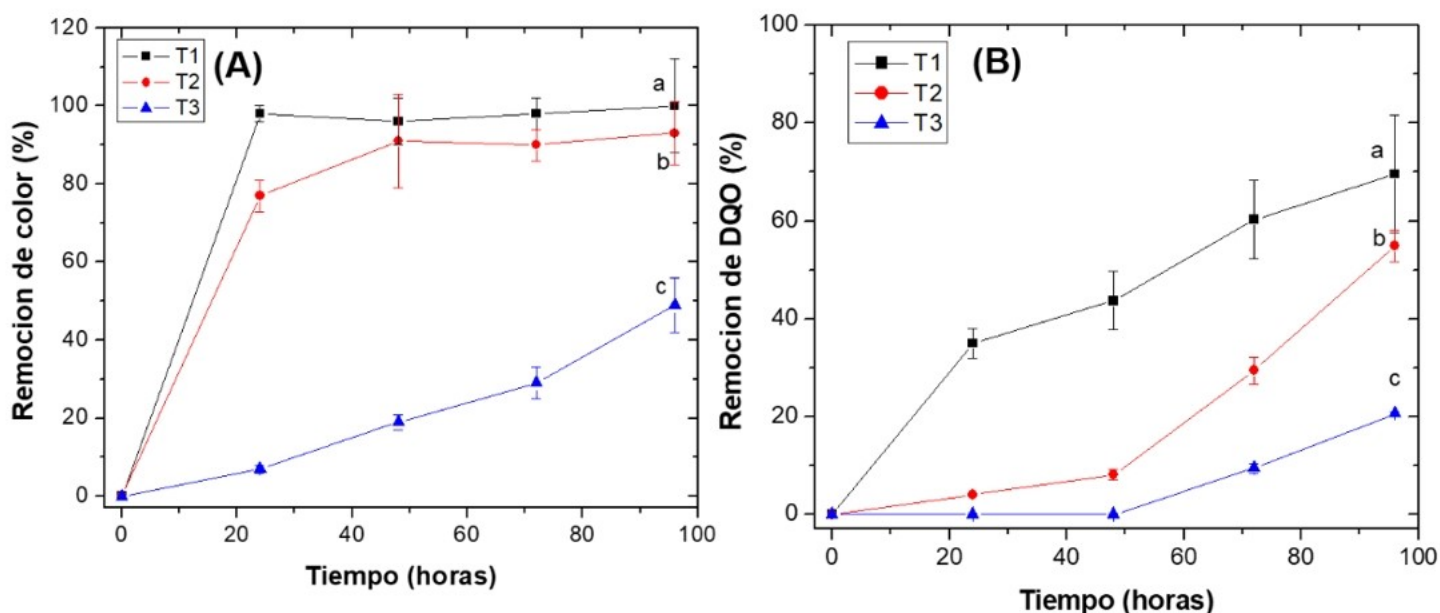 (A)
T1
T2
T3
Remocion de color (%)
120
100
80
60
40
20
0
a
b
c
0 20 40 60 80 100
Tiempo (horas)
(B)
T1
T2
T3
Remocion de DQO (%)
100
80
60
40
20
0
a
b
c
0 20 40 60 80 100
Tiempo (horas)